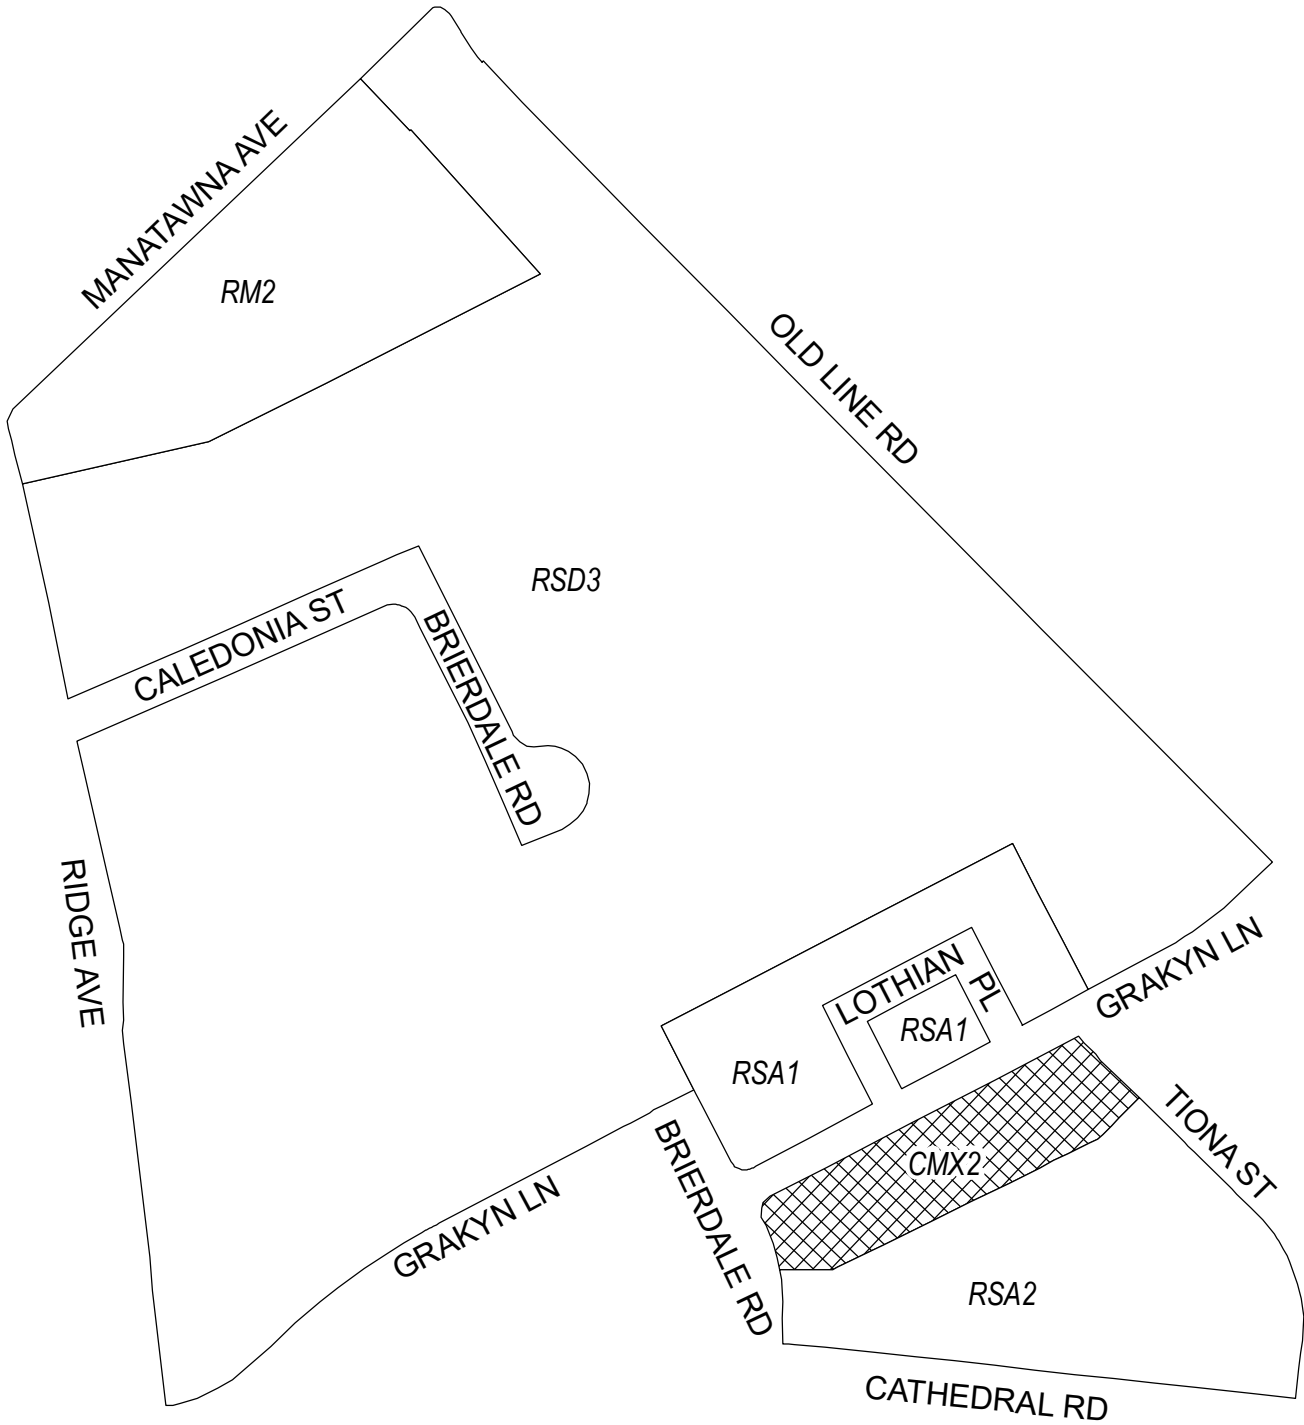 MANATAWNA AVE
RM2
OLD LINE RD
RSD3
CALEDONIA ST
BRIERDALE RD
RIDGE AVE
LOTHIAN PL
GRAKYN LN
RSA1
RSA1
TIONA ST
BRIERDALE RD
CMX2
GRAKYN LN
RSA2
CATHEDRAL RD